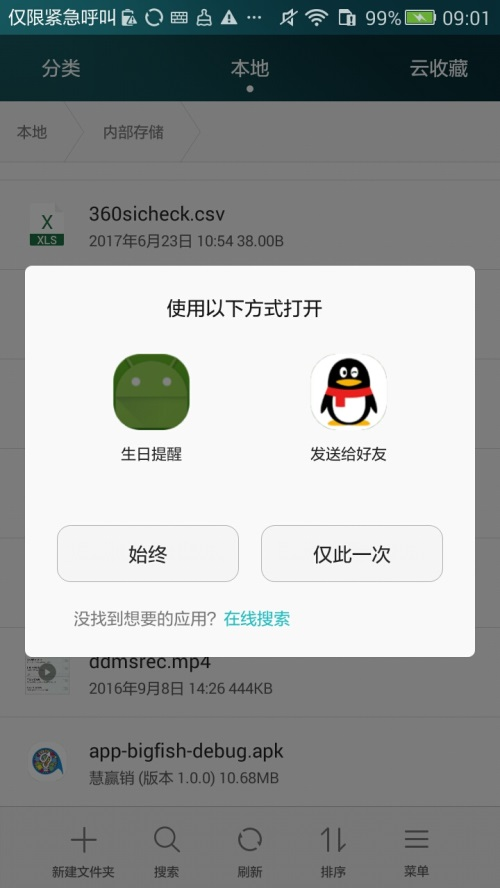 仅限紧急呼叫 99% 09:01
分类 本地 云收藏
本地 内部存储
X
XLS
360sicheck.csv
2017年6月23日 10:54 38.00B
使用以下方式打开
生日提醒 发送给好友
始终 仅此一次
没找到想要的应用？在线搜索
ddmsrec.mp4
2016年9月8日 14:26 444KB
app-bigfish-debug.apk
慧赢销 (版本 1.0.0) 10.68MB
新建文件夹 搜索 刷新 排序 菜单